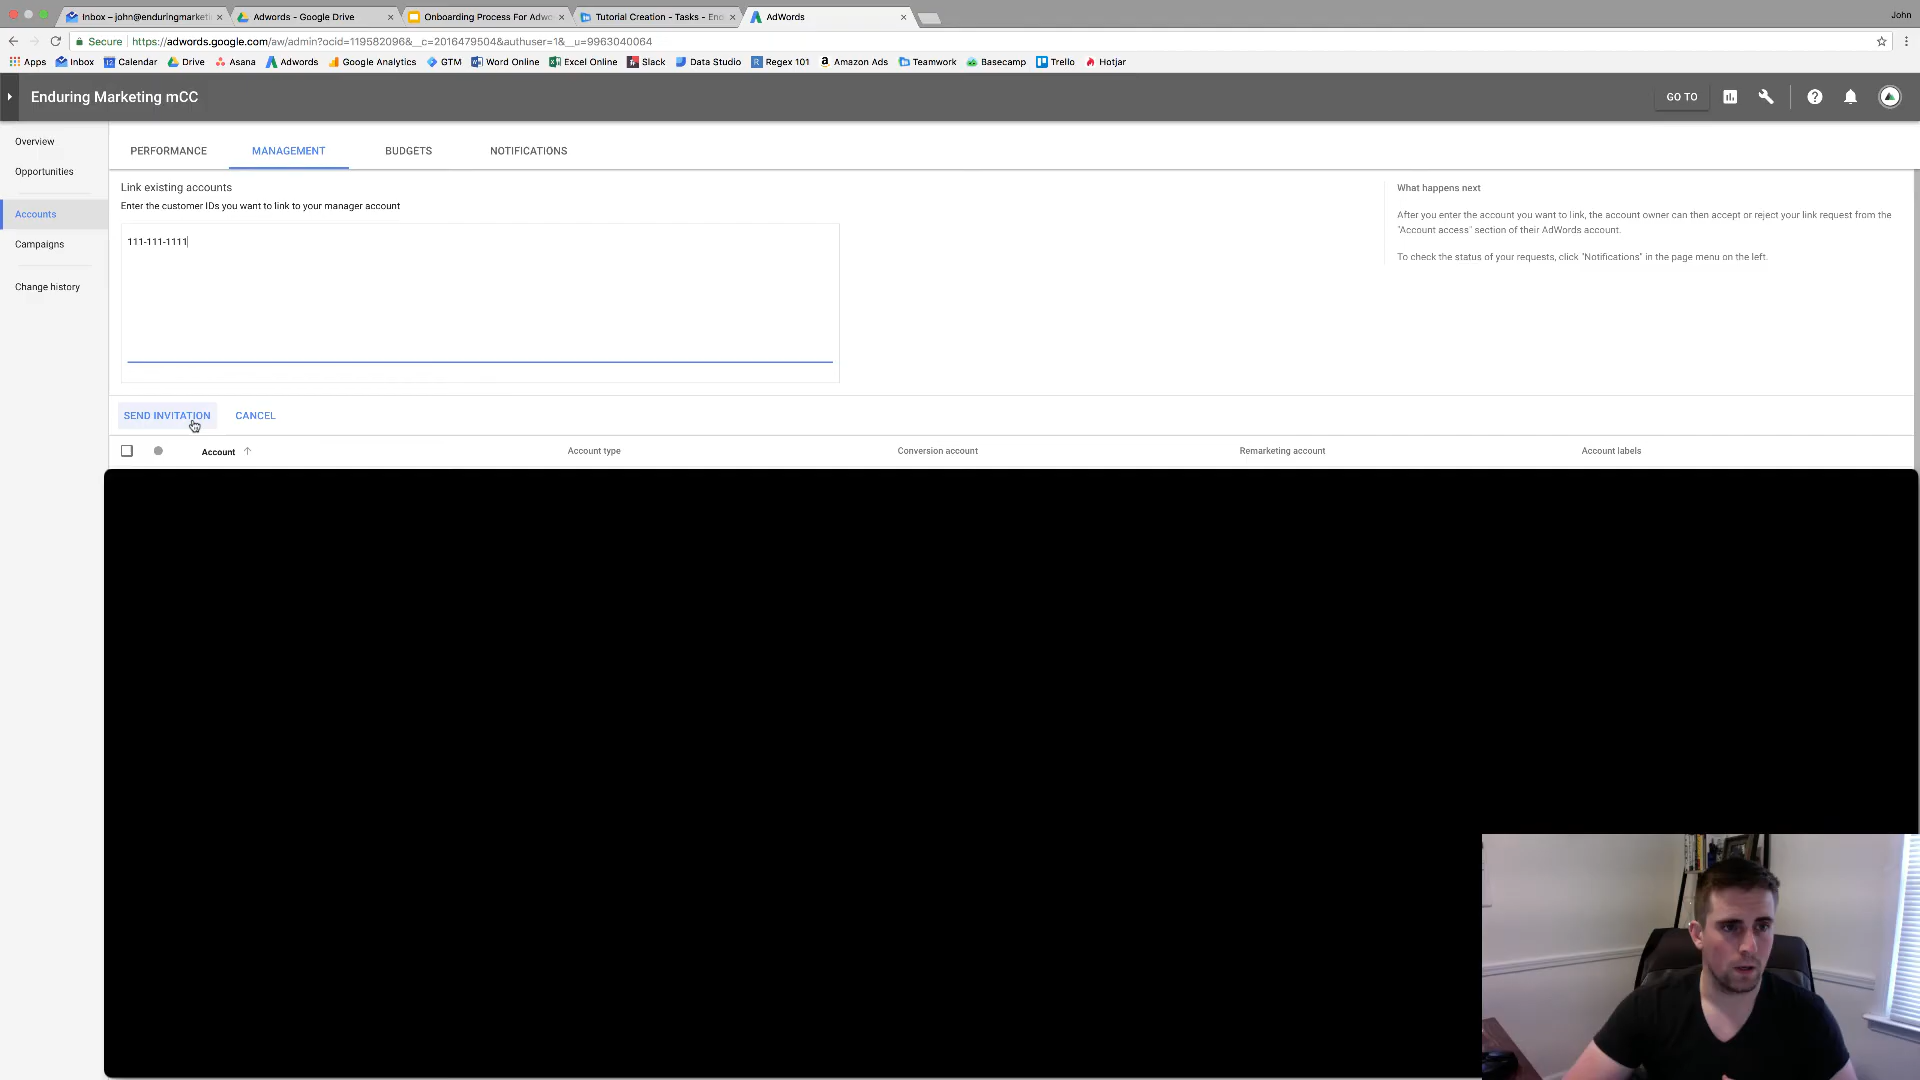 Inbox – john@enduringmarketi
Adwords - Google Drive
Onboarding Process For Adwo
Tutorial Creation - Tasks - End
AdWords
John
Secure
https://adwords.google.com/aw/admin?ocid=119582096&__c=2016479504&authuser=1&__u=9963040064
Apps
Inbox
Calendar
Drive
Asana
Adwords
Google Analytics
GTM
Word Online
Excel Online
Slack
Data Studio
Regex 101
Amazon Ads
Teamwork
Basecamp
Trello
Hotjar
Enduring Marketing mCC
GO TO
Overview
Opportunities
Accounts
Campaigns
Change history
PERFORMANCE
MANAGEMENT
BUDGETS
NOTIFICATIONS
Link existing accounts
Enter the customer IDs you want to link to your manager account
111-111-1111
What happens next
After you enter the account you want to link, the account owner can then accept or reject your link request from the
"Account access" section of their AdWords account.
To check the status of your requests, click "Notifications" in the page menu on the left.
SEND INVITATION
CANCEL
Account
Account type
Conversion account
Remarketing account
Account labels